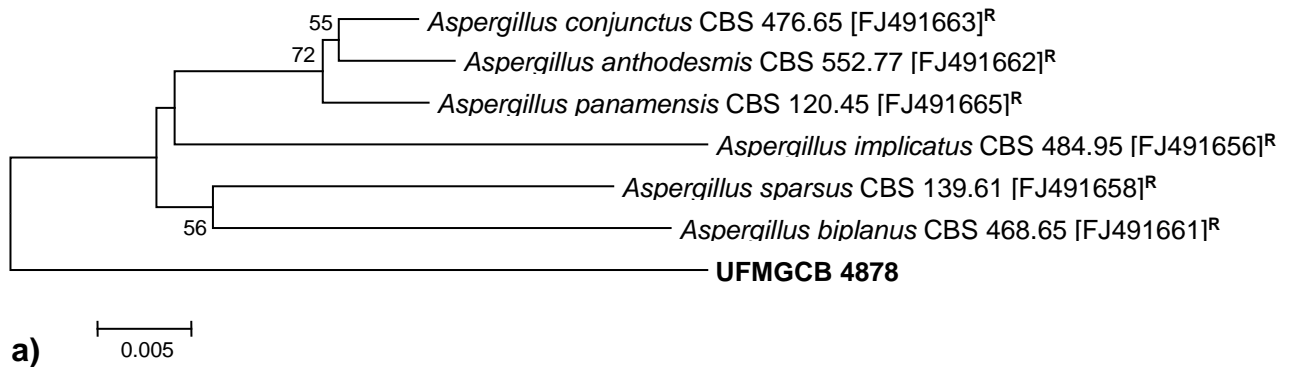 55
Aspergillus conjunctus CBS 476.65 [FJ491663]R
72
Aspergillus anthodesmis CBS 552.77 [FJ491662]R
Aspergillus panamensis CBS 120.45 [FJ491665]R
Aspergillus implicatus CBS 484.95 [FJ491656]R
Aspergillus sparsus CBS 139.61 [FJ491658]R
56
Aspergillus biplanus CBS 468.65 [FJ491661]R
UFMGCB 4878
0.005
a)